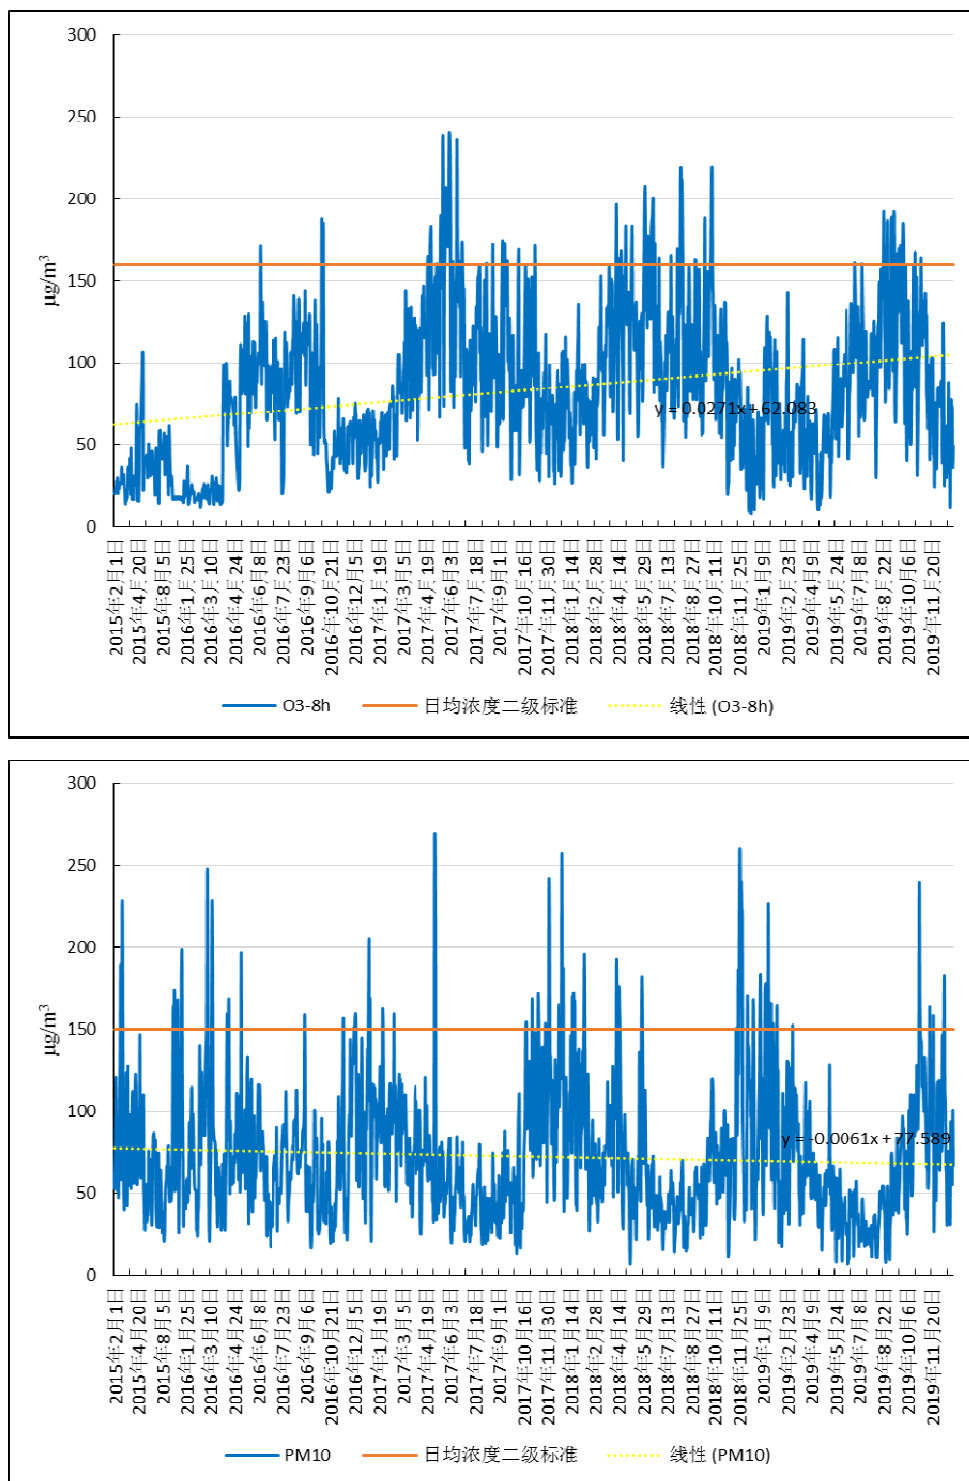 300
250
200
150
100
50
0
μg/m³
y = 0.0271x + 62.083
2015年2月1日
2015年4月20日
2015年8月5日
2016年1月25日
2016年3月10日
2016年4月24日
2016年6月8日
2016年7月23日
2016年9月6日
2016年10月21日
2016年12月5日
2017年1月19日
2017年3月5日
2017年4月19日
2017年6月3日
2017年7月18日
2017年9月1日
2017年10月16日
2017年11月30日
2018年1月14日
2018年2月28日
2018年4月14日
2018年5月29日
2018年7月13日
2018年8月27日
2018年10月11日
2018年11月25日
2019年1月9日
2019年2月23日
2019年4月9日
2019年5月24日
2019年7月8日
2019年8月22日
2019年10月6日
2019年11月20日
O3-8h 日均浓度二级标准 线性 (O3-8h)
300
250
200
150
100
50
0
μg/m³
y = -0.0061x + 77.589
2015年2月1日
2015年4月20日
2015年8月5日
2016年1月25日
2016年3月10日
2016年4月24日
2016年6月8日
2016年7月23日
2016年9月6日
2016年10月21日
2016年12月5日
2017年1月19日
2017年3月5日
2017年4月19日
2017年6月3日
2017年7月18日
2017年9月1日
2017年10月16日
2017年11月30日
2018年1月14日
2018年2月28日
2018年4月14日
2018年5月29日
2018年7月13日
2018年8月27日
2018年10月11日
2018年11月25日
2019年1月9日
2019年2月23日
2019年4月9日
2019年5月24日
2019年7月8日
2019年8月22日
2019年10月6日
2019年11月20日
PM10 日均浓度二级标准 线性 (PM10)